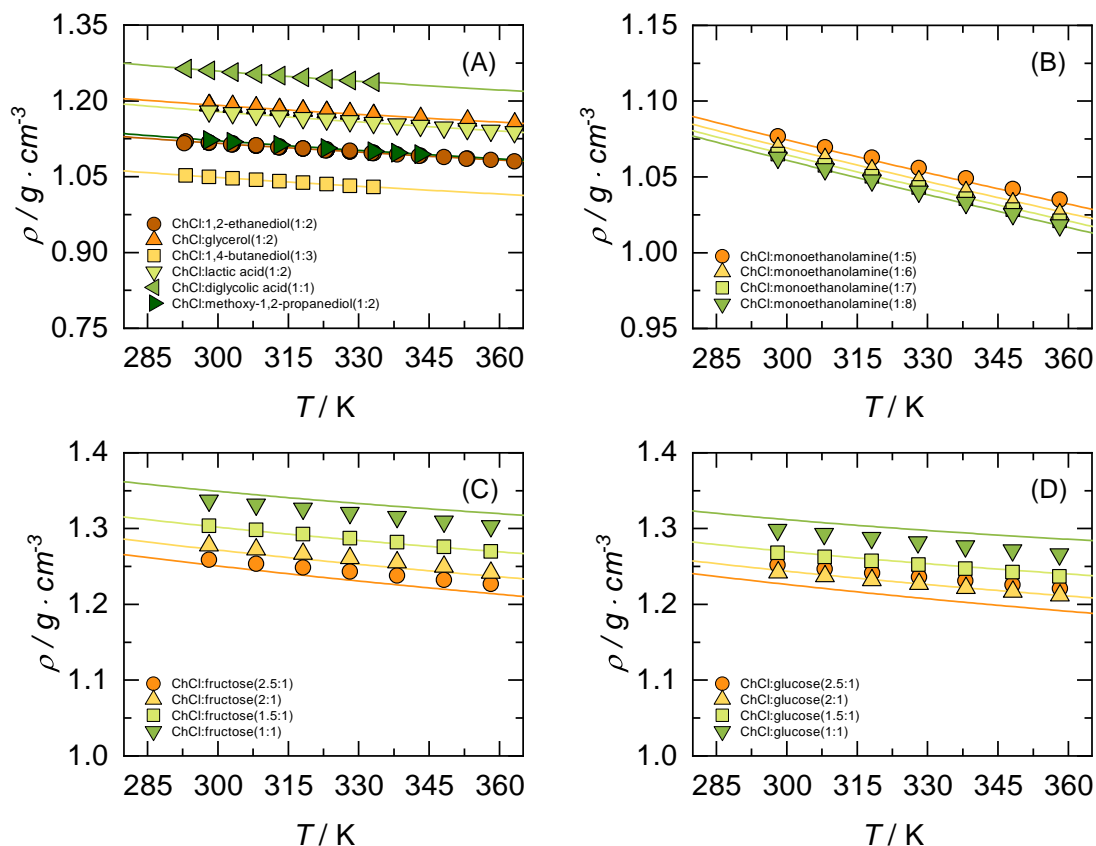 1.35
1.20
1.05
0.90
0.75
ρ / g · cm⁻³
(A)
ChCl:1,2-ethanediol(1:2)
ChCl:glycerol(1:2)
ChCl:1,4-butanediol(1:3)
ChCl:lactic acid(1:2)
ChCl:diglycolic acid(1:1)
ChCl:methoxy-1,2-propanediol(1:2)
285 300 315 330 345 360
T / K
1.15
1.10
1.05
1.00
0.95
ρ / g · cm⁻³
(B)
ChCl:monoethanolamine(1:5)
ChCl:monoethanolamine(1:6)
ChCl:monoethanolamine(1:7)
ChCl:monoethanolamine(1:8)
285 300 315 330 345 360
T / K
1.4
1.3
1.2
1.1
1.0
ρ / g · cm⁻³
(C)
ChCl:fructose(2.5:1)
ChCl:fructose(2:1)
ChCl:fructose(1.5:1)
ChCl:fructose(1:1)
285 300 315 330 345 360
T / K
1.4
1.3
1.2
1.1
1.0
ρ / g · cm⁻³
(D)
ChCl:glucose(2.5:1)
ChCl:glucose(2:1)
ChCl:glucose(1.5:1)
ChCl:glucose(1:1)
285 300 315 330 345 360
T / K